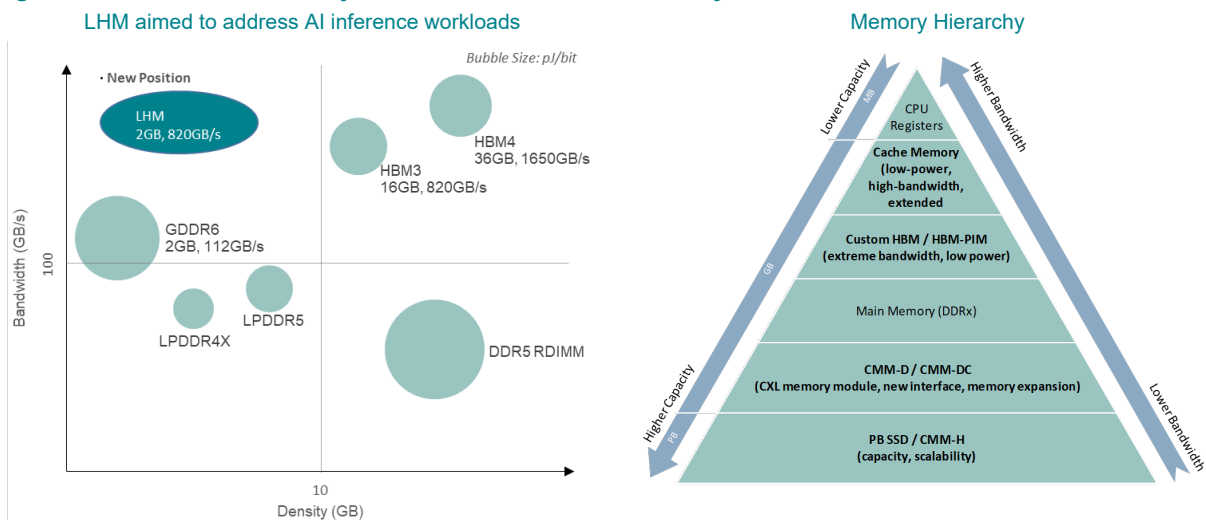 LHM aimed to address AI inference workloads
Bubble Size: pJ/bit
· New Position
LHM
2GB, 820GB/s
HBM4
36GB, 1650GB/s
HBM3
16GB, 820GB/s
GDDR6
2GB, 112GB/s
LPDDR4X
LPDDR5
DDR5 RDIMM
Bandwidth (GB/s)
100
10
Density (GB)
Memory Hierarchy
Lower Capacity
MB
GB
PB
Higher Capacity
Higher Bandwidth
Lower Bandwidth
CPU
Registers
Cache Memory
(low-power,
high-bandwidth,
extended
Custom HBM / HBM-PIM
(extreme bandwidth, low power)
Main Memory (DDRx)
CMM-D / CMM-DC
(CXL memory module, new interface, memory expansion)
PB SSD / CMM-H
(capacity, scalability)